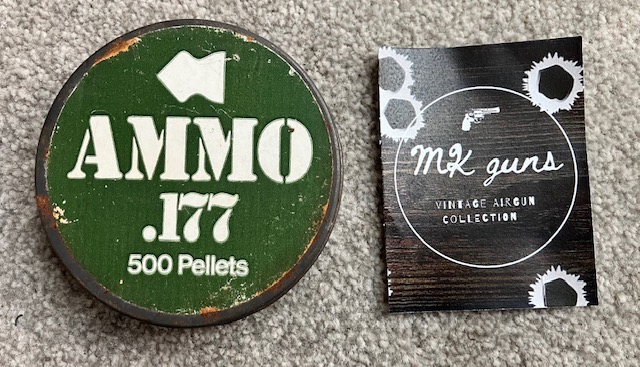 AMMO
.177
500 Pellets
MK guns
VINTAGE AIRGUN
COLLECTION